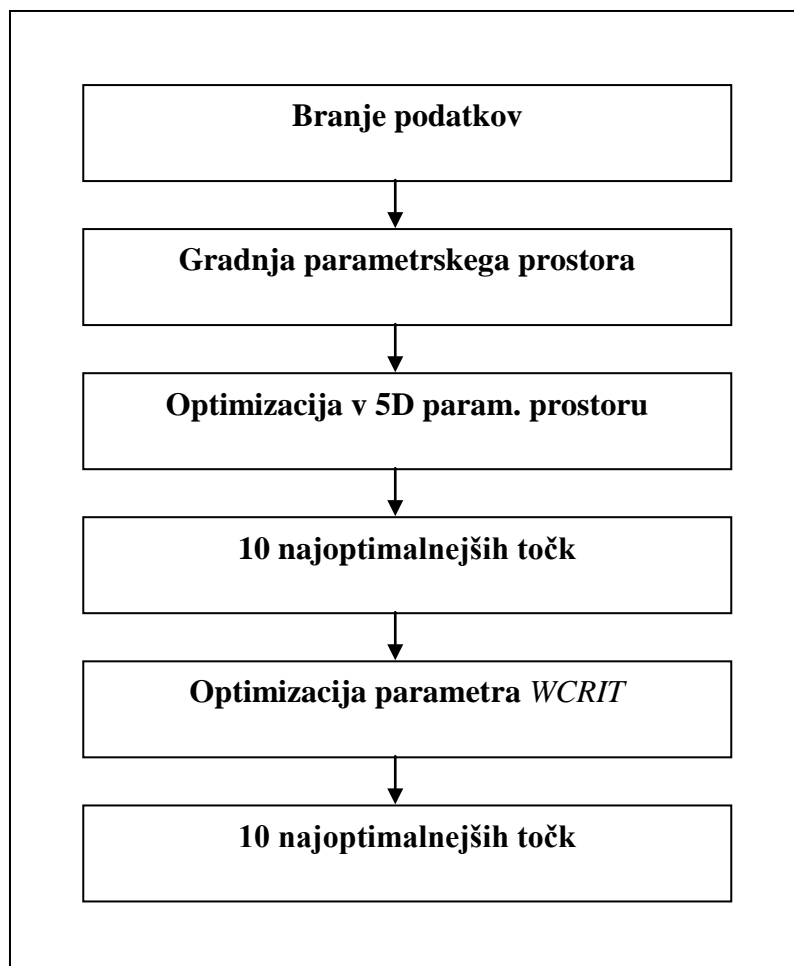 Branje podatkov
Gradnja parametrskega prostora
Optimizacija v 5D param. prostoru
10 najoptimalnejših točk
Optimizacija parametra WCRIT
10 najoptimalnejših točk